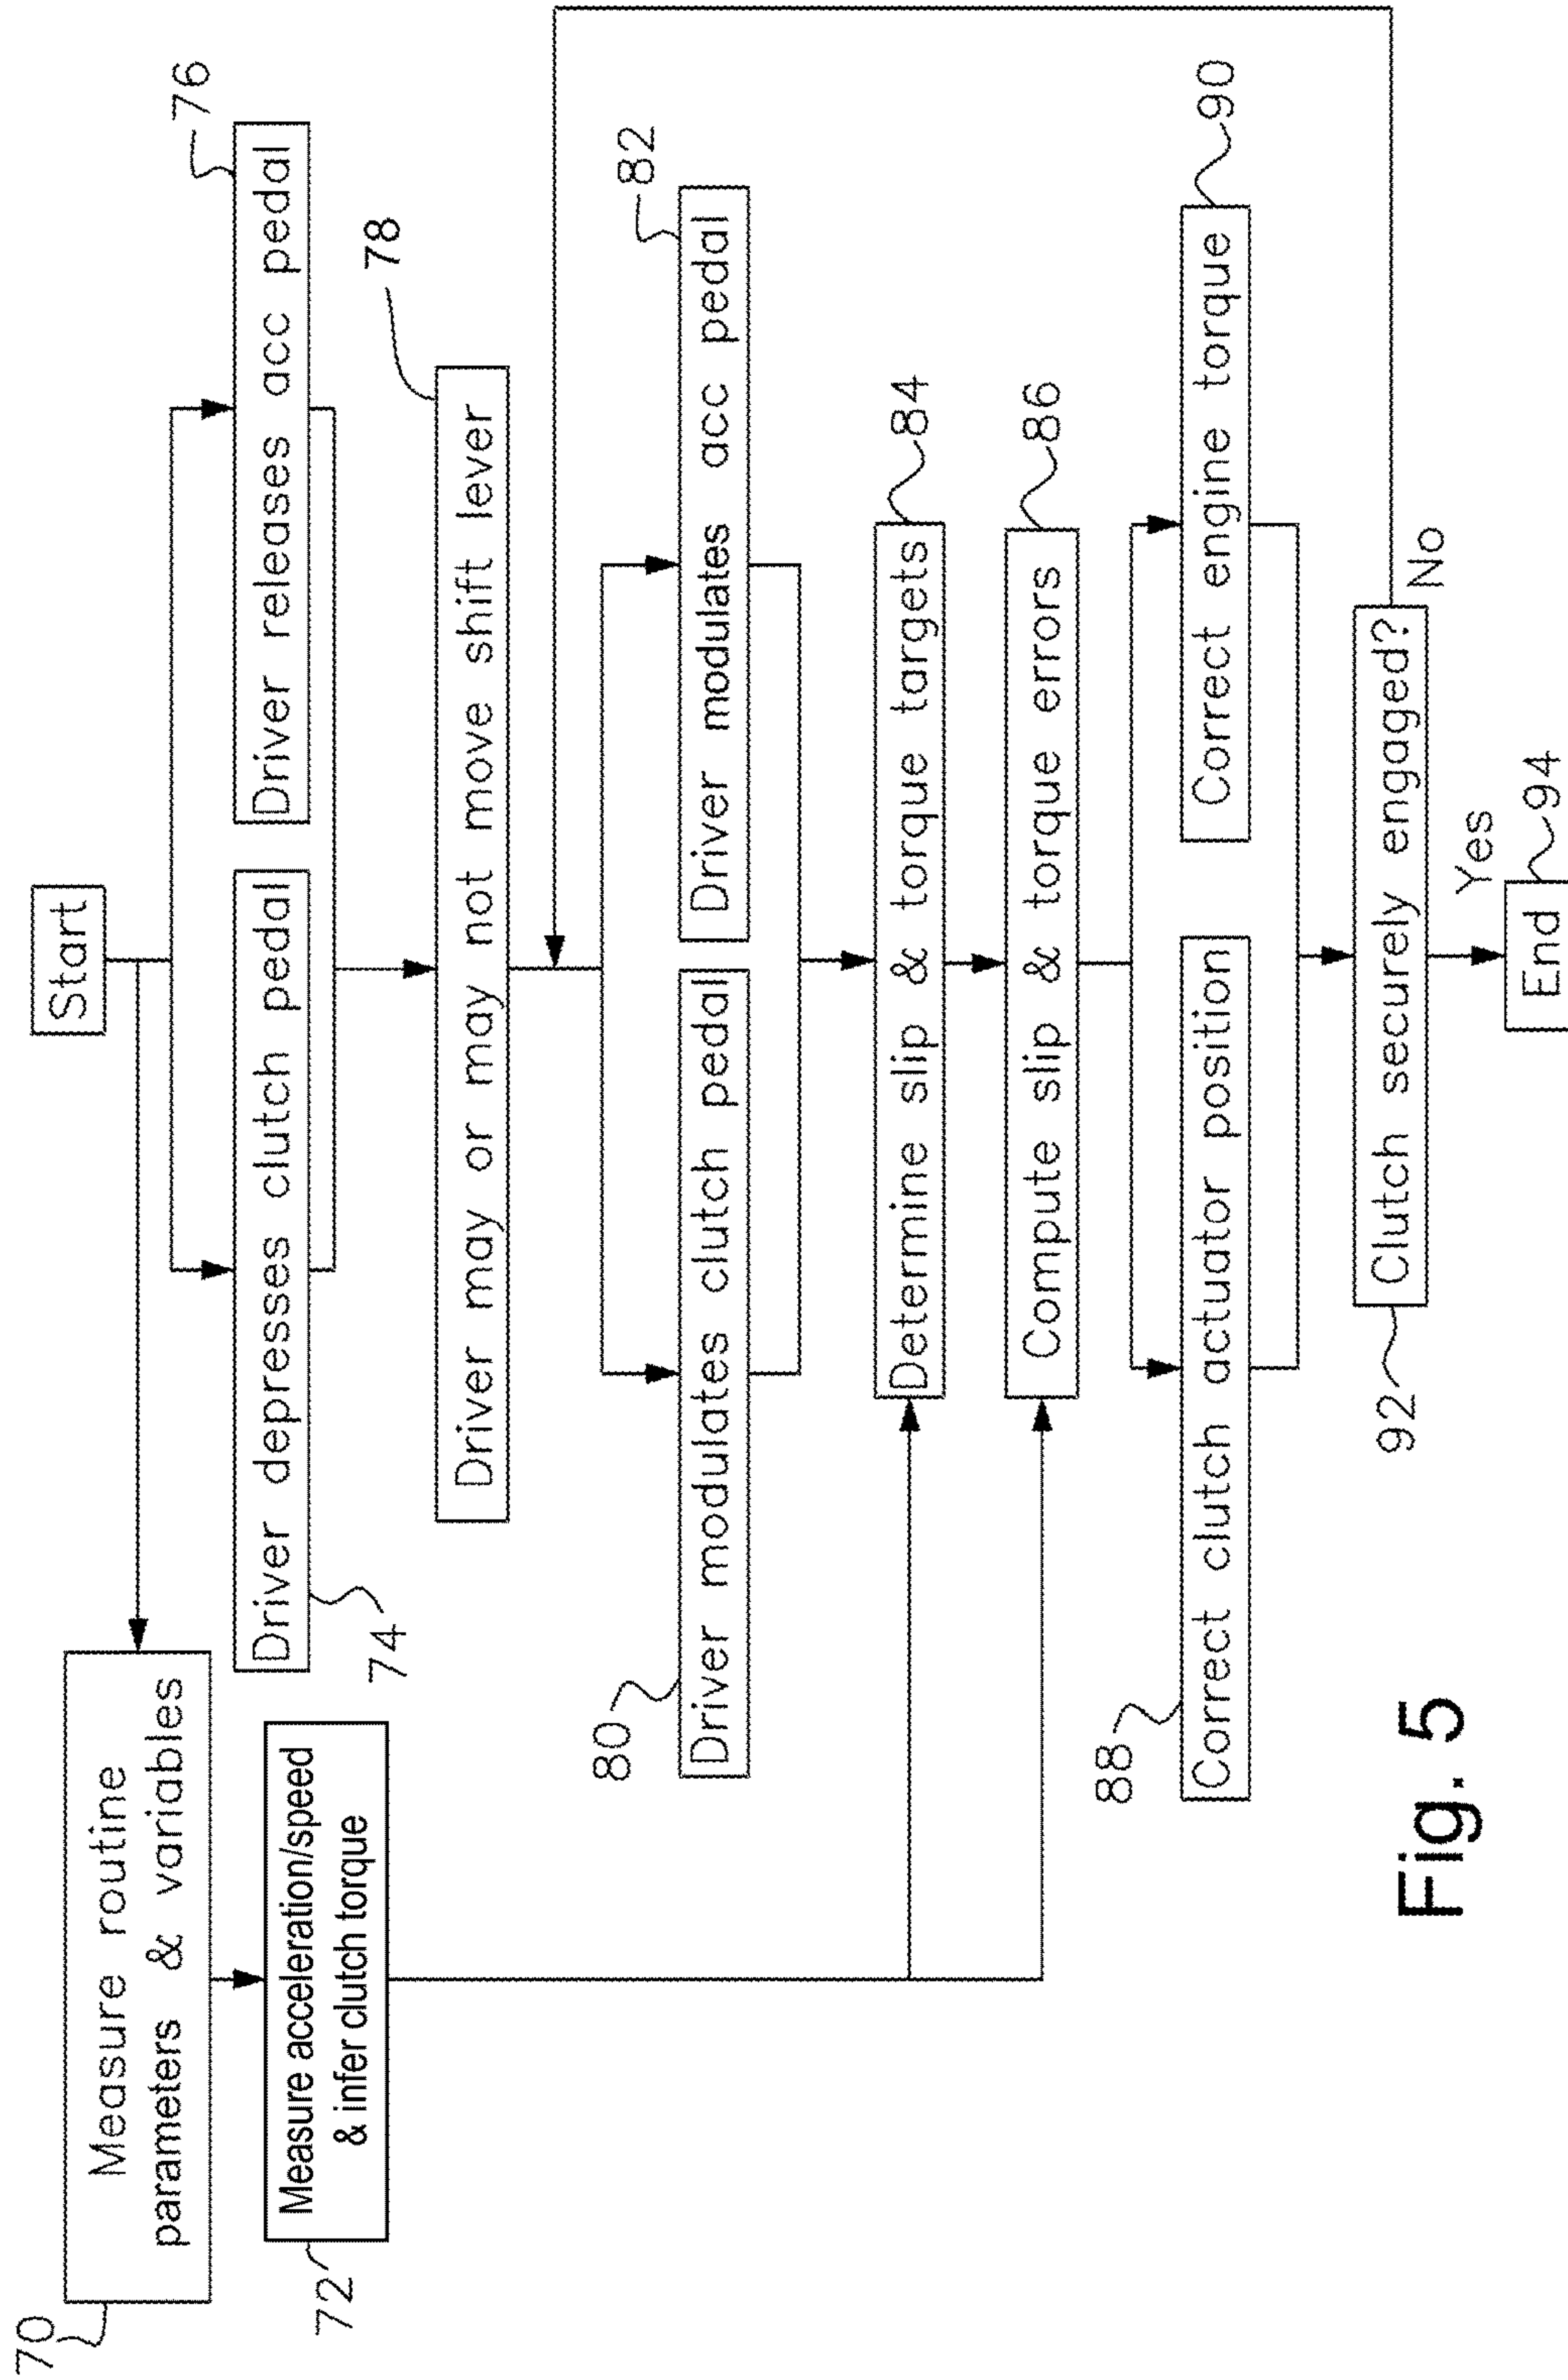 Start
70
Measure routine
parameters & variables
72
Measure acceleration/speed
& infer clutch torque
74
Driver depresses clutch pedal
76
Driver releases acc pedal
78
Driver may or may not move shift lever
80
Driver modulates clutch pedal
82
Driver modulates acc pedal
84
Determine slip & torque targets
86
Compute slip & torque errors
88
Correct clutch actuator position
90
Correct engine torque
92
Clutch securely engaged?
No
Yes
End
94
Fig. 5